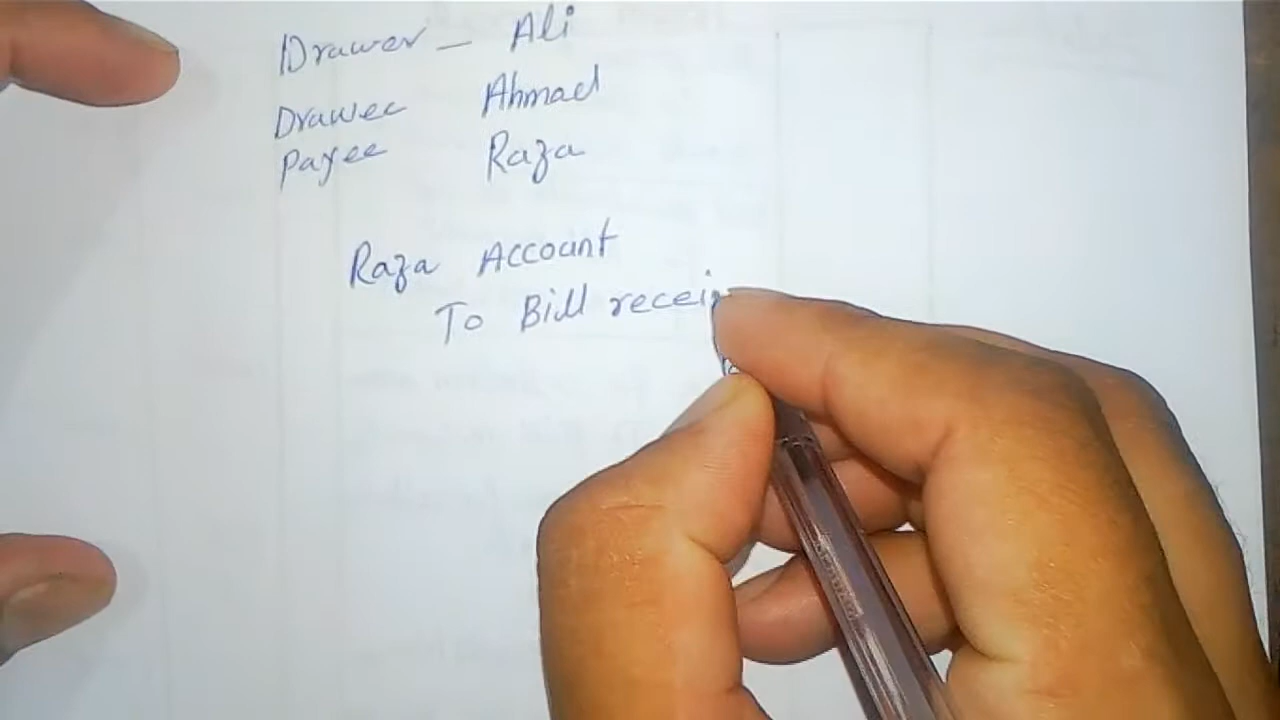 Drawer - Ali
Drawee Ahmad
Payee Raza
Raza Account
To Bill